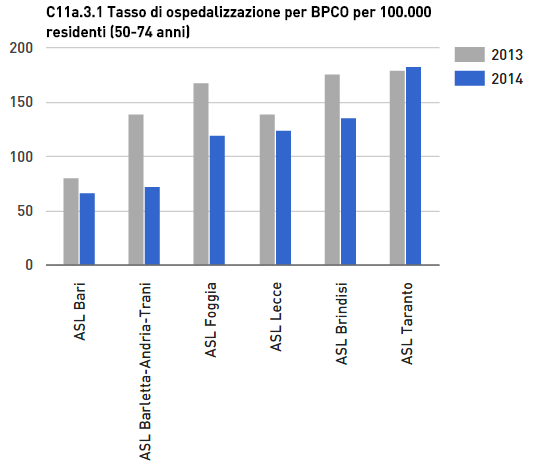 C11a.3.1 Tasso di ospedalizzazione per BPCO per 100.000
residenti (50-74 anni)
200
150
100
50
0
2013
2014
ASL Bari
ASL Barletta-Andria-Trani
ASL Foggia
ASL Lecce
ASL Brindisi
ASL Taranto